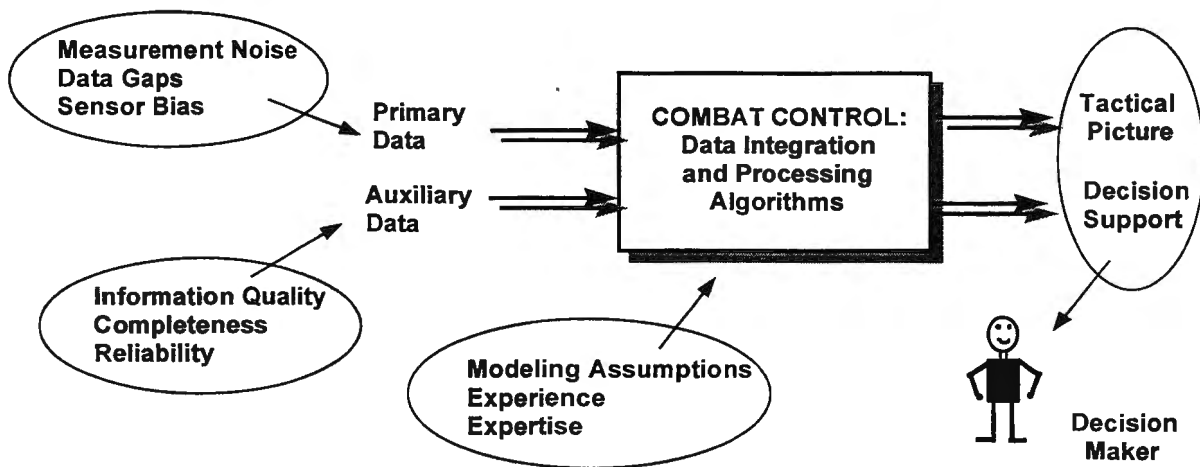 Measurement Noise
Data Gaps
Sensor Bias
Primary
Data
Auxiliary
Data
Information Quality
Completeness
Reliability
COMBAT CONTROL:
Data Integration
and Processing
Algorithms
Modeling Assumptions
Experience
Expertise
Tactical
Picture
Decision
Support
Decision
Maker